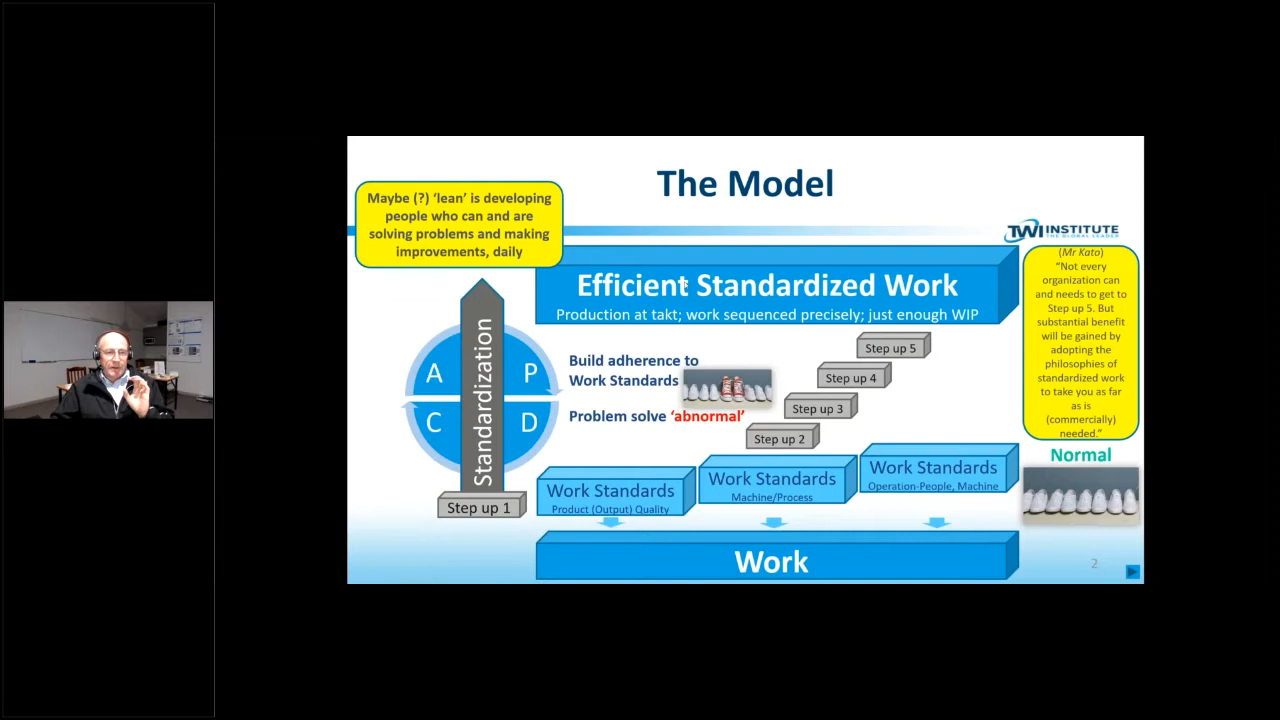 The Model
Maybe (?) 'lean' is developing
people who can and are
solving problems and making
improvements, daily
TWI INSTITUTE
THE GLOBAL LEADER
Efficient Standardized Work
Production at takt; work sequenced precisely; just enough WIP
(Mr Kato)
"Not every
organization can
and needs to get to
Step up 5. But
substantial benefit
will be gained by
adopting the
philosophies of
standardized work
to take you as far
as is
(commercially)
needed."
Standardization
A
P
C
D
Build adherence to
Work Standards
Problem solve 'abnormal'
Step up 5
Step up 4
Step up 3
Step up 2
Step up 1
Work Standards
Product (Output) Quality
Work Standards
Machine/Process
Work Standards
Operation-People, Machine
Normal
Work
2